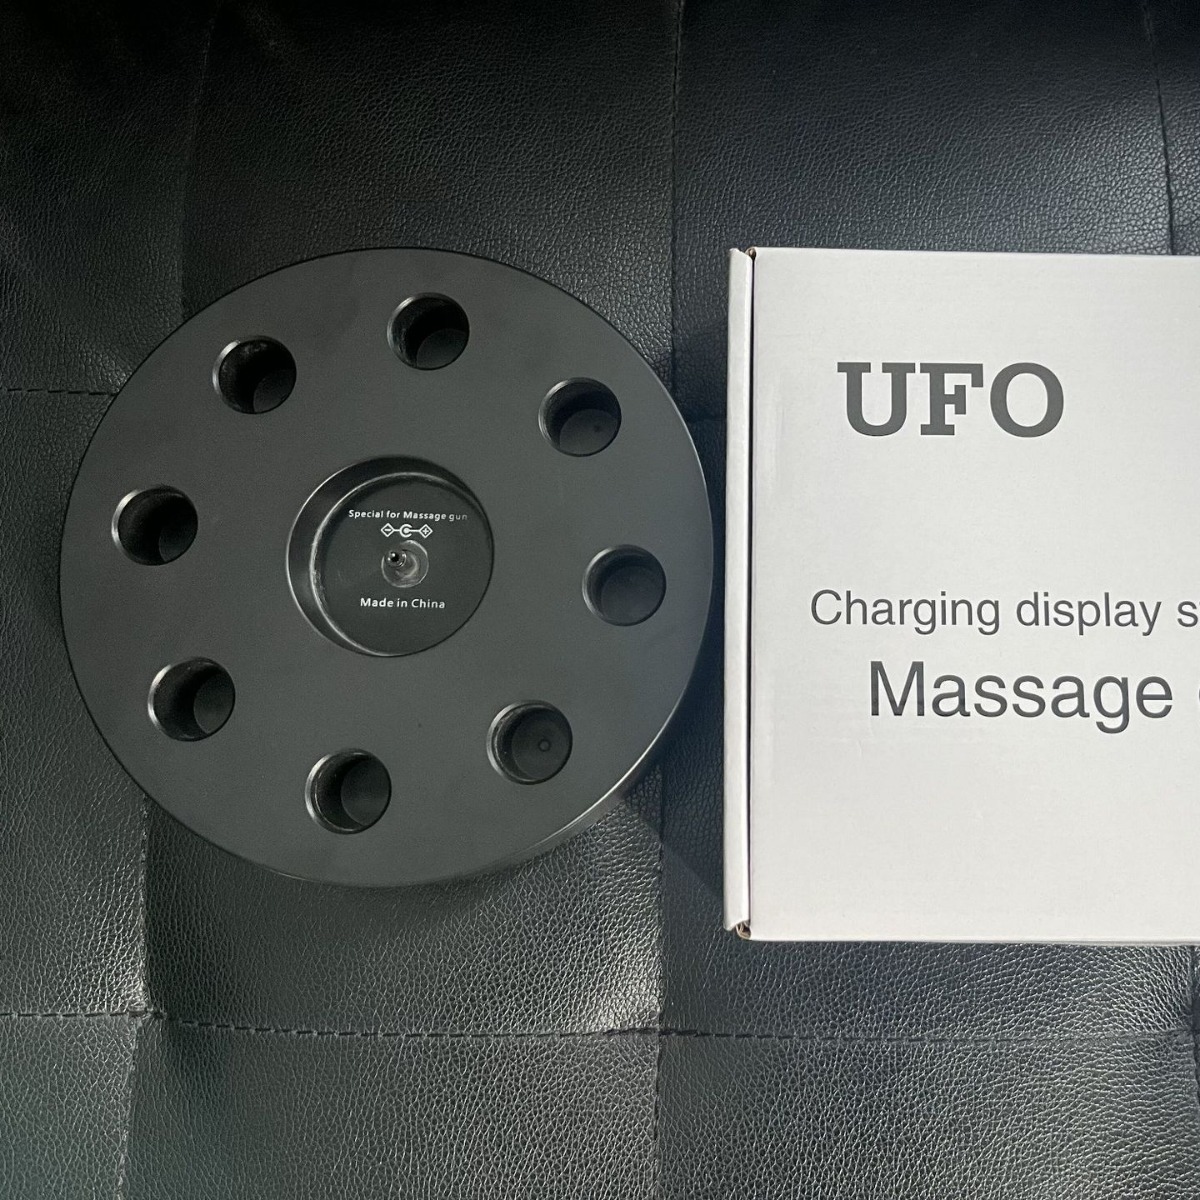 Special for Massage gun
Made in China
UFO
Charging display s
Massage